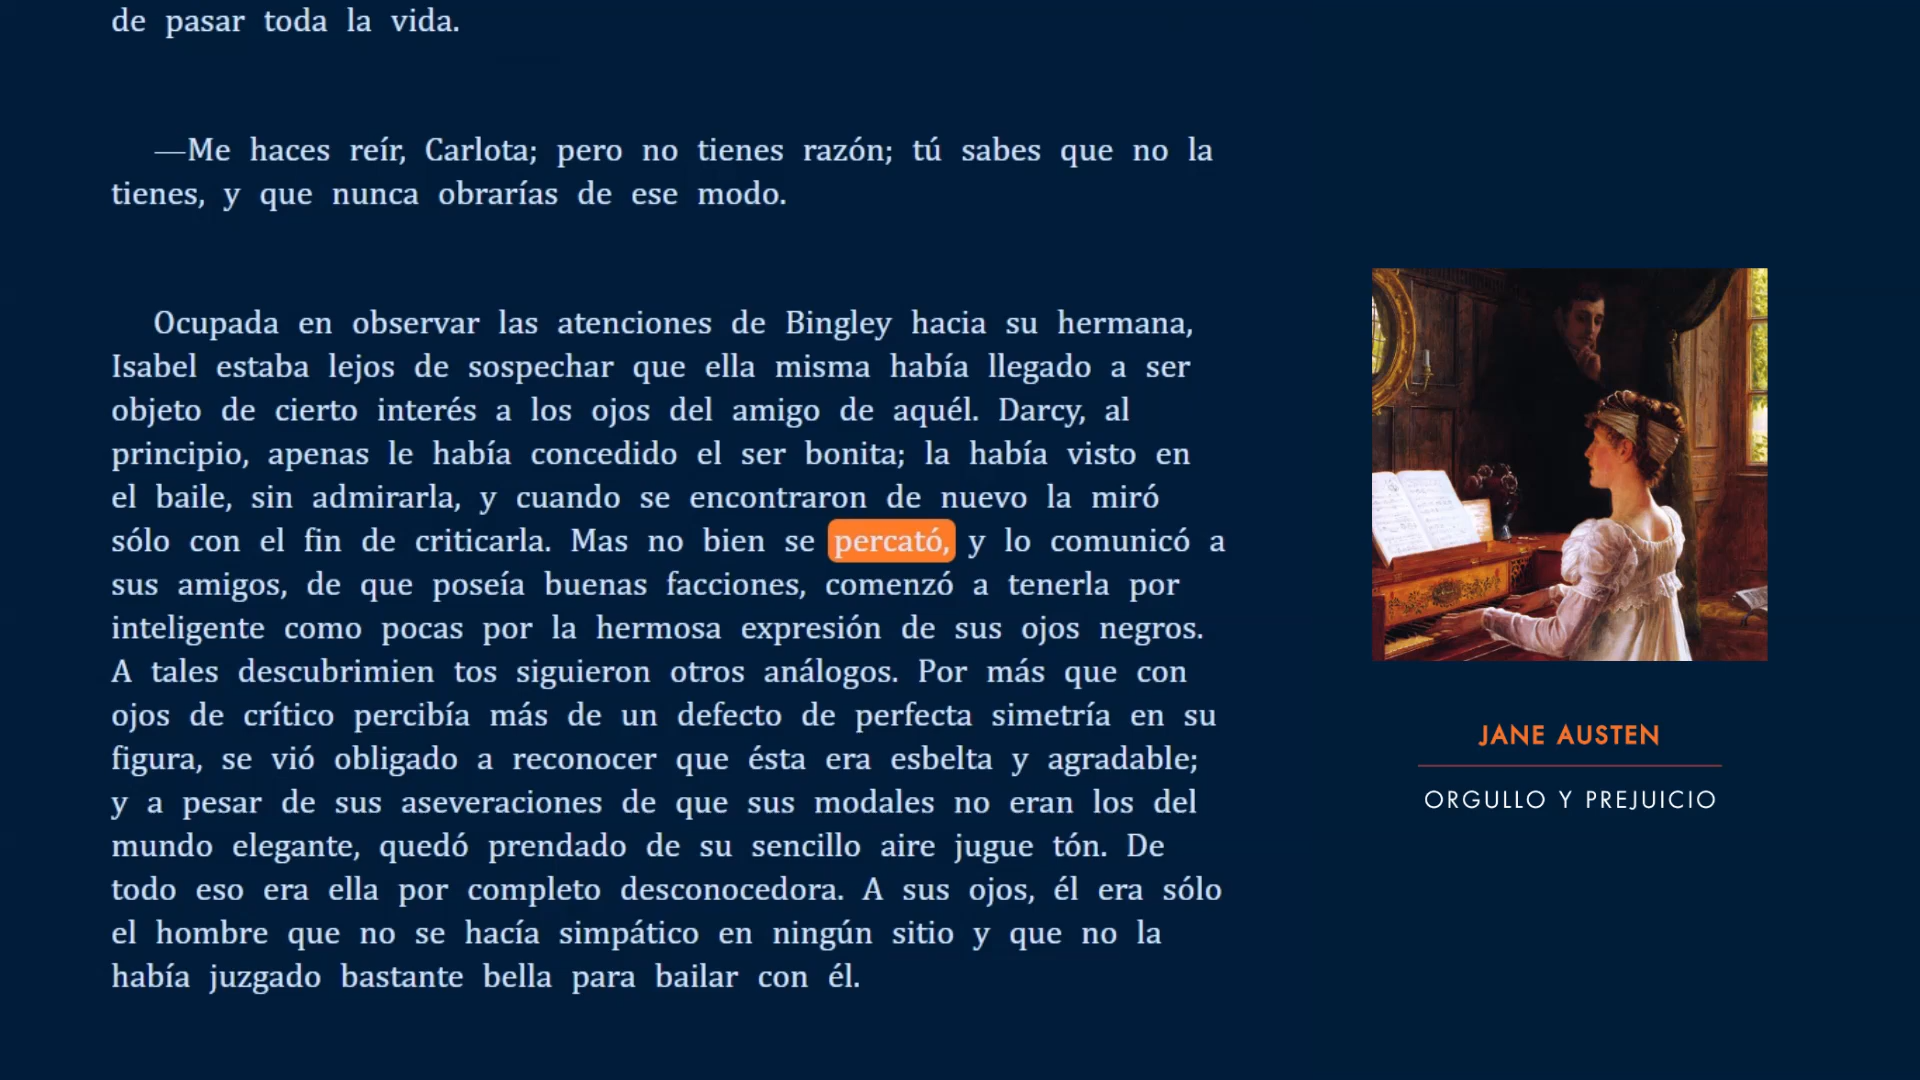 de pasar toda la vida.
—Me haces reír, Carlota; pero no tienes razón; tú sabes que no la
tienes, y que nunca obrarías de ese modo.
Ocupada en observar las atenciones de Bingley hacia su hermana,
Isabel estaba lejos de sospechar que ella misma había llegado a ser
objeto de cierto interés a los ojos del amigo de aquél. Darcy, al
principio, apenas le había concedido el ser bonita; la había visto en
el baile, sin admirarla, y cuando se encontraron de nuevo la miró
sólo con el fin de criticarla. Mas no bien se percató, y lo comunicó a
sus amigos, de que poseía buenas facciones, comenzó a tenerla por
inteligente como pocas por la hermosa expresión de sus ojos negros.
A tales descubrimien tos siguieron otros análogos. Por más que con
ojos de crítico percibía más de un defecto de perfecta simetría en su
figura, se vió obligado a reconocer que ésta era esbelta y agradable;
y a pesar de sus aseveraciones de que sus modales no eran los del
mundo elegante, quedó prendado de su sencillo aire jugue tón. De
todo eso era ella por completo desconocedora. A sus ojos, él era sólo
el hombre que no se hacía simpático en ningún sitio y que no la
había juzgado bastante bella para bailar con él.
JANE AUSTEN
ORGULLO Y PREJUICIO